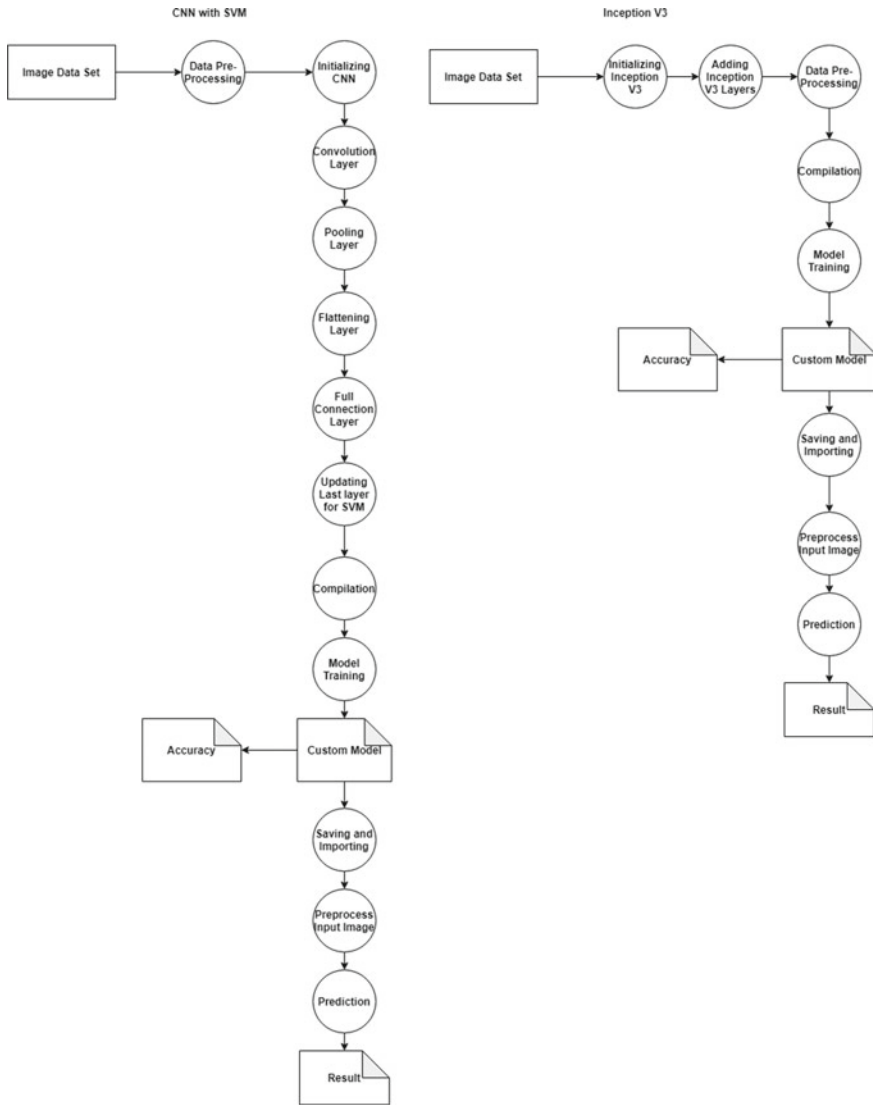 CNN with SVM
Image Data Set
Data Pre-
Processing
Initializing
CNN
Convolution
Layer
Pooling
Layer
Flattening
Layer
Full
Connection
Layer
Updating
Last layer
for SVM
Compilation
Model
Training
Custom Model
Accuracy
Saving and
Importing
Preprocess
Input Image
Prediction
Result
Inception V3
Image Data Set
Initializing
Inception
V3
Adding
Inception
V3 Layers
Data Pre-
Processing
Compilation
Model
Training
Custom Model
Accuracy
Saving and
Importing
Preprocess
Input Image
Prediction
Result